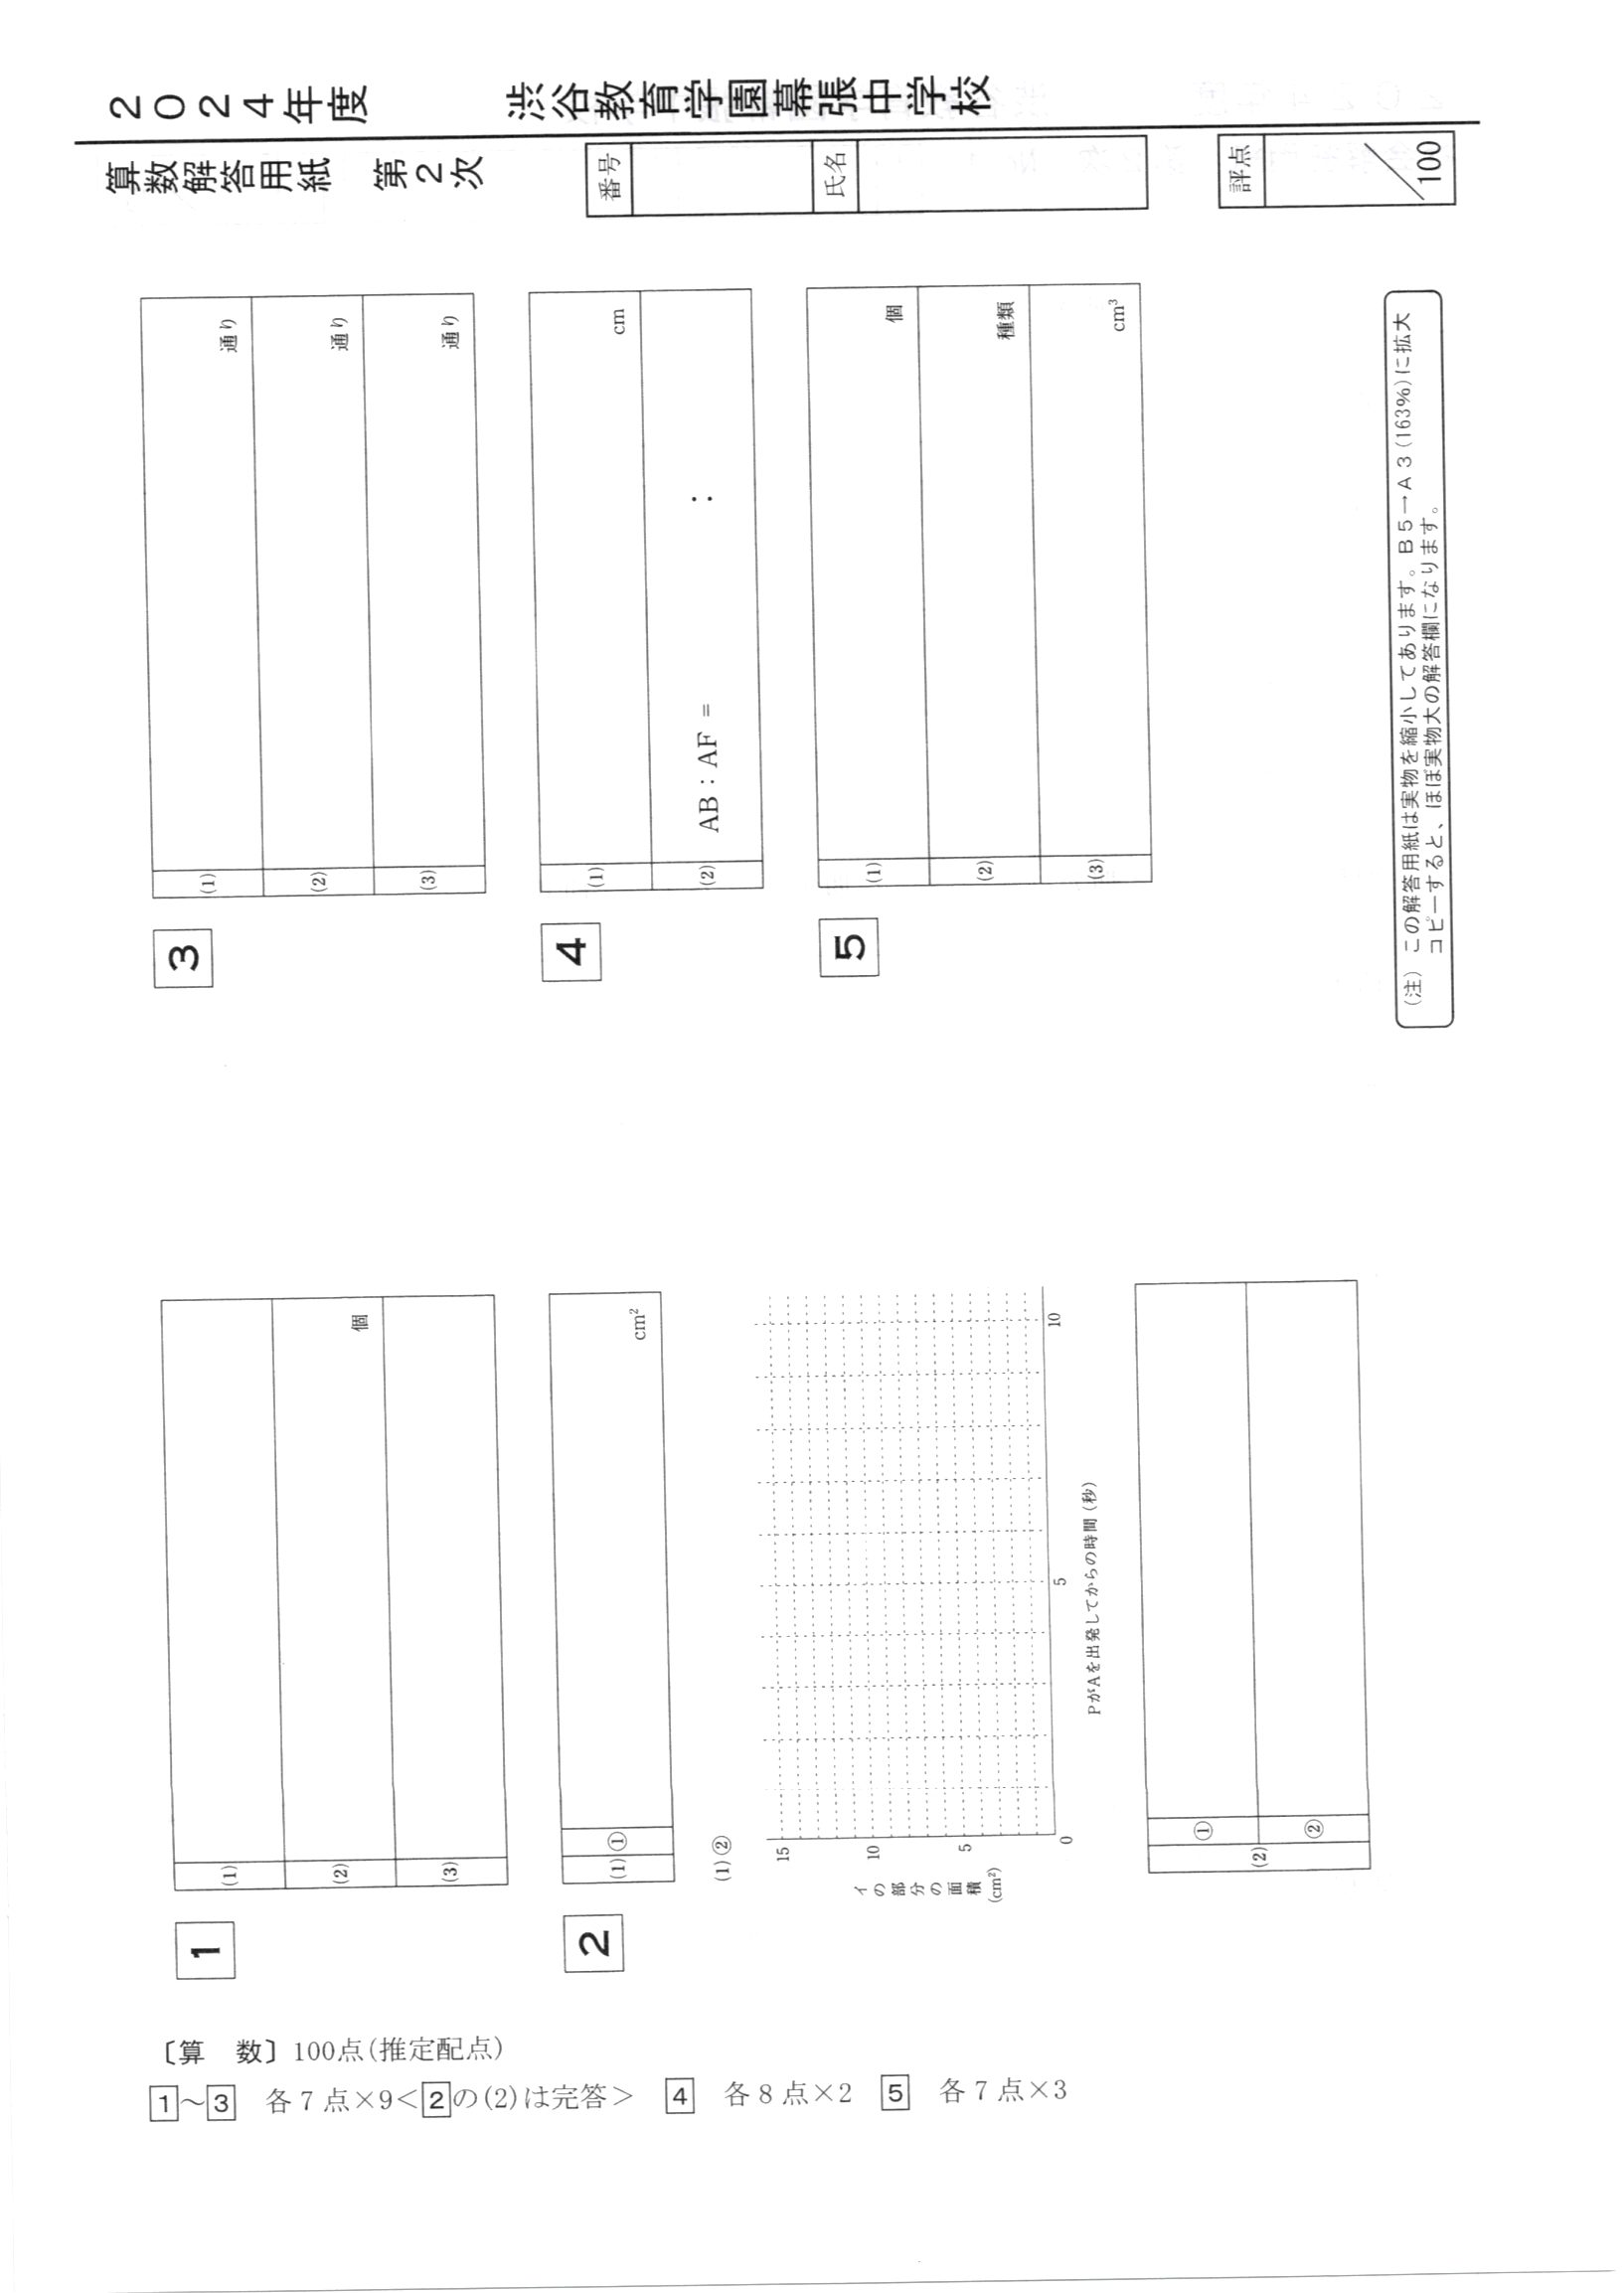 2024年度　渋谷教育学園幕張中学校
算数解答用紙　第2次
番号
氏名
評点
／100
1
(1)
(2) 個
(3)
2
(1) ① cm²
(1)②
イの部分の面積(cm²)
15
10
5
0
5
10
PがAを出発してからの時間(秒)
(2)
①
②
3
(1) 通り
(2) 通り
(3) 通り
4
(1) cm
(2) AB：AF＝　：
5
(1) 個
(2) 種類
(3) cm³
(注) この解答用紙は実物を縮小してあります。B5→A3(163%)に拡大
コピーすると、ほぼ実物大の解答欄になります。
〔算　数〕100点(推定配点)
1～3　各7点×9＜2の(2)は完答＞　4　各8点×2　5　各7点×3